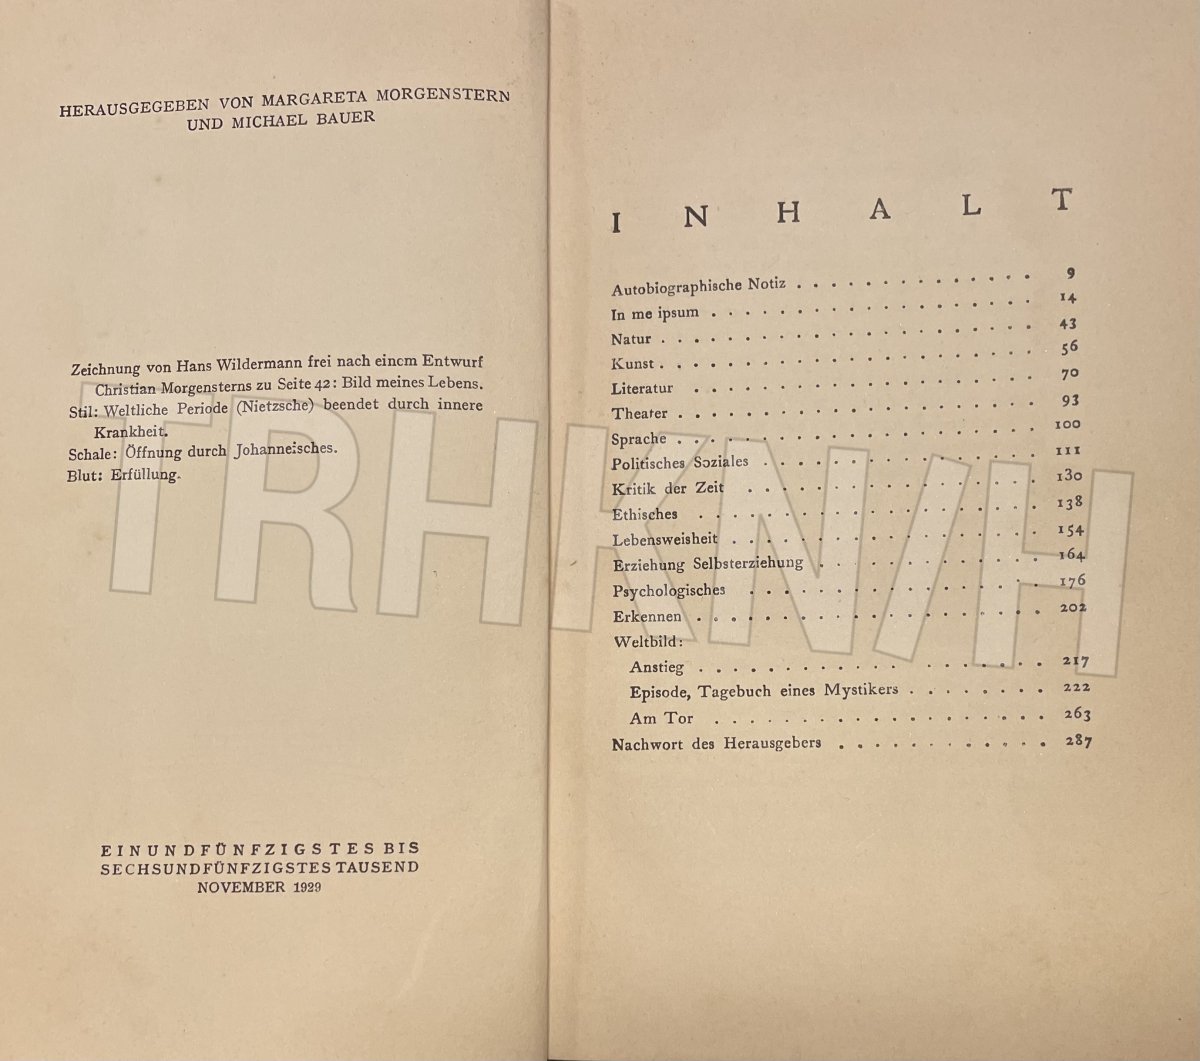 HERAUSGEGEBEN VON MARGARETA MORGENSTERN
UND MICHAEL BAUER
Zeichnung von Hans Wildermann frei nach einem Entwurf
Christian Morgensterns zu Seite 42: Bild meines Lebens.
Stil: Weltliche Periode (Nietzsche) beendet durch innere
Krankheit.
Schale: Öffnung durch Johanneisches.
Blut: Erfüllung.
EINUNDFÜNFZIGSTES BIS
SECHSUNDFÜNFZIGSTES TAUSEND
NOVEMBER 1929
INHALT
Autobiographische Notiz . . . . . . . . . . . . . . 9
In me ipsum . . . . . . . . . . . . . . . . . . . 14
Natur . . . . . . . . . . . . . . . . . . . . . . 43
Kunst . . . . . . . . . . . . . . . . . . . . . . 56
Literatur . . . . . . . . . . . . . . . . . . . . 70
Theater . . . . . . . . . . . . . . . . . . . . . 93
Sprache . . . . . . . . . . . . . . . . . . . . . 100
Politisches Soziales . . . . . . . . . . . . . . . . 111
Kritik der Zeit . . . . . . . . . . . . . . . . . 130
Ethisches . . . . . . . . . . . . . . . . . . . . 138
Lebensweisheit . . . . . . . . . . . . . . . . . . 154
Erziehung Selbsterziehung . . . . . . . . . . . . . 164
Psychologisches . . . . . . . . . . . . . . . . . 176
Erkennen . . . . . . . . . . . . . . . . . . . . 202
Weltbild:
Anstieg . . . . . . . . . . . . . . . . . . . . 217
Episode, Tagebuch eines Mystikers . . . . . . . . 222
Am Tor . . . . . . . . . . . . . . . . . . . 263
Nachwort des Herausgebers . . . . . . . . . . . . 287
TRHKN/H